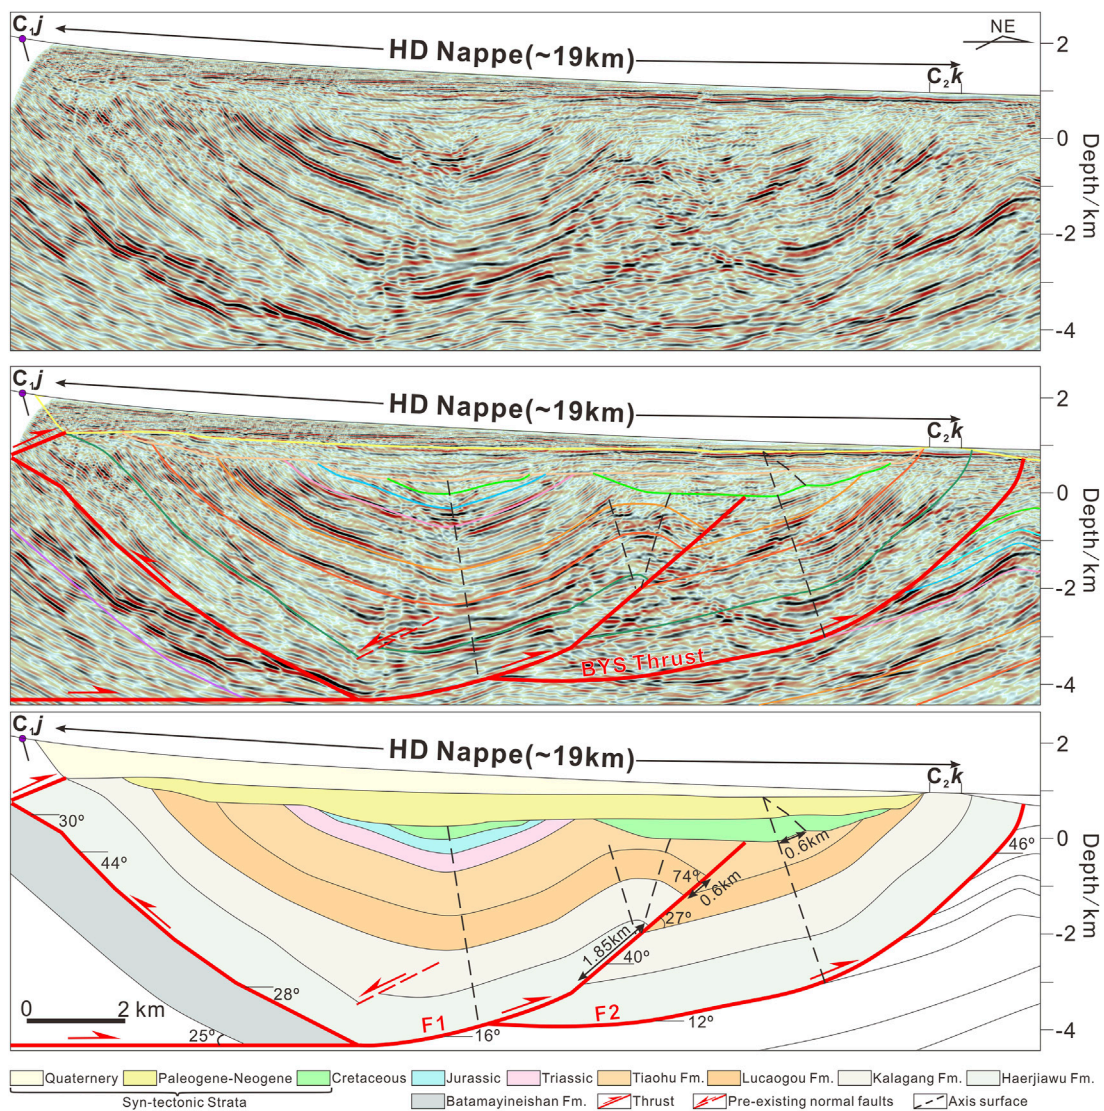 C₁j
HD Nappe(~19km)
NE
C₂k
2
0
-2
-4
Depth/km
C₁j
HD Nappe(~19km)
C₂k
2
0
-2
-4
Depth/km
BYS Thrust
C₁j
HD Nappe(~19km)
C₂k
2
0
-2
-4
Depth/km
30º
44º
28º
25º
16º
12º
46º
74º
27º
40º
0.6km
0.6km
1.85km
F1
F2
0 2 km
Quaternery Paleogene-Neogene Cretaceous Jurassic Triassic Tiaohu Fm. Lucaogou Fm. Kalagang Fm. Haerjiawu Fm.
Syn-tectonic Strata
Batamayineishan Fm. Thrust Pre-existing normal faults Axis surface